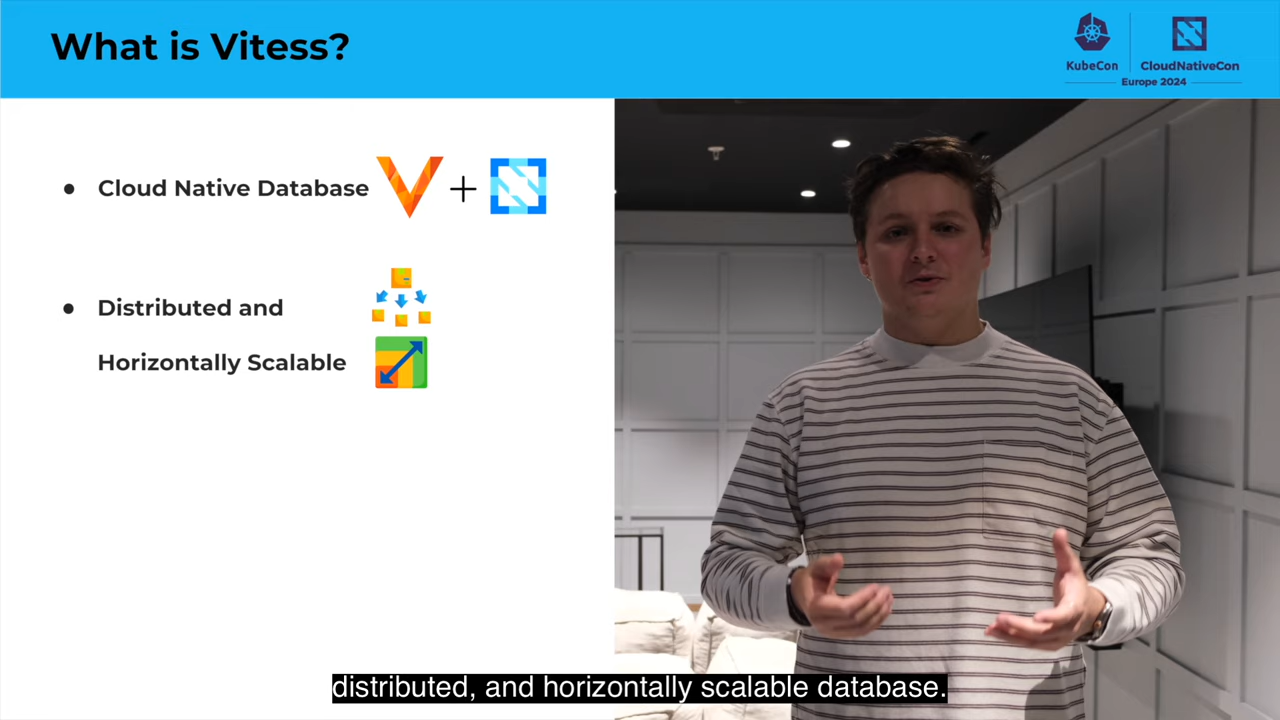 What is Vitess?
KubeCon
CloudNativeCon
Europe 2024
● Cloud Native Database
● Distributed and
Horizontally Scalable
distributed, and horizontally scalable database.